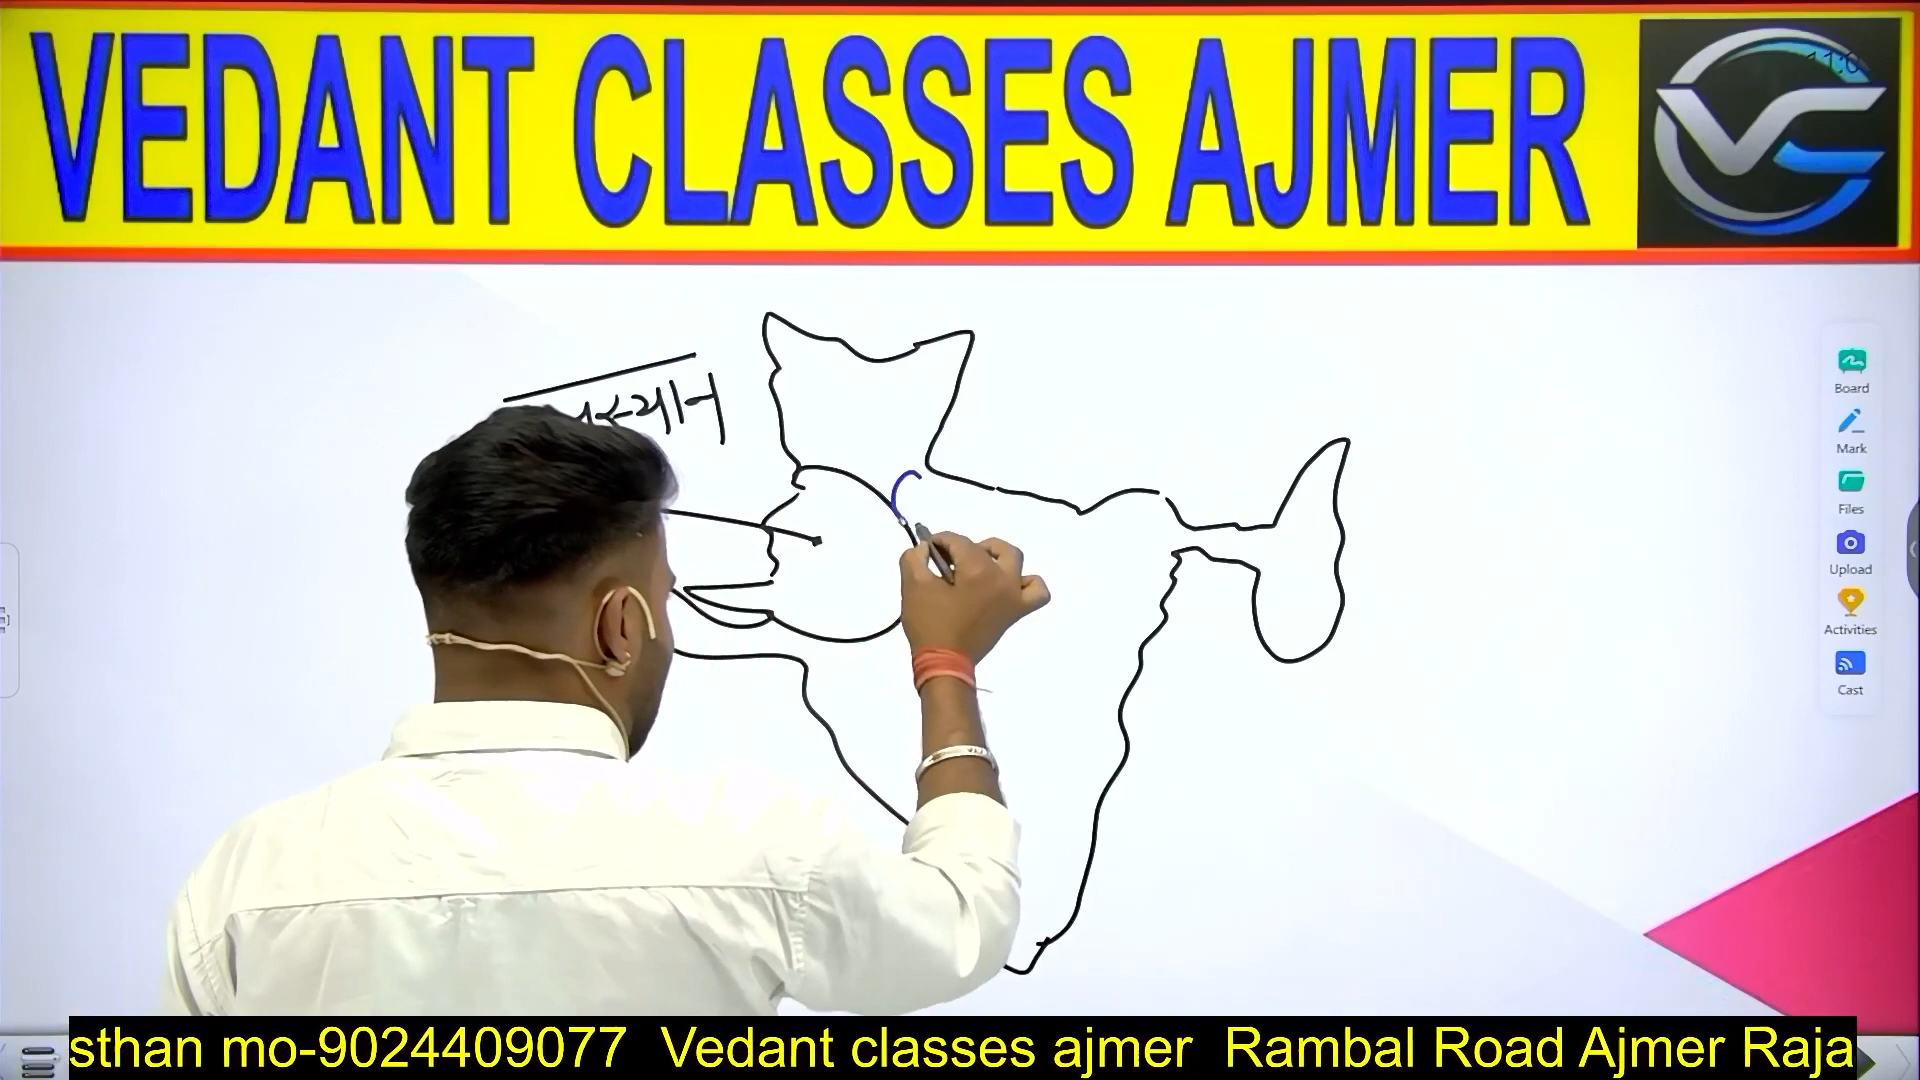 VEDANT CLASSES AJMER
VC
Board
Mark
Files
Upload
Activities
Cast
sthan mo-9024409077 Vedant classes ajmer Rambal Road Ajmer Raja